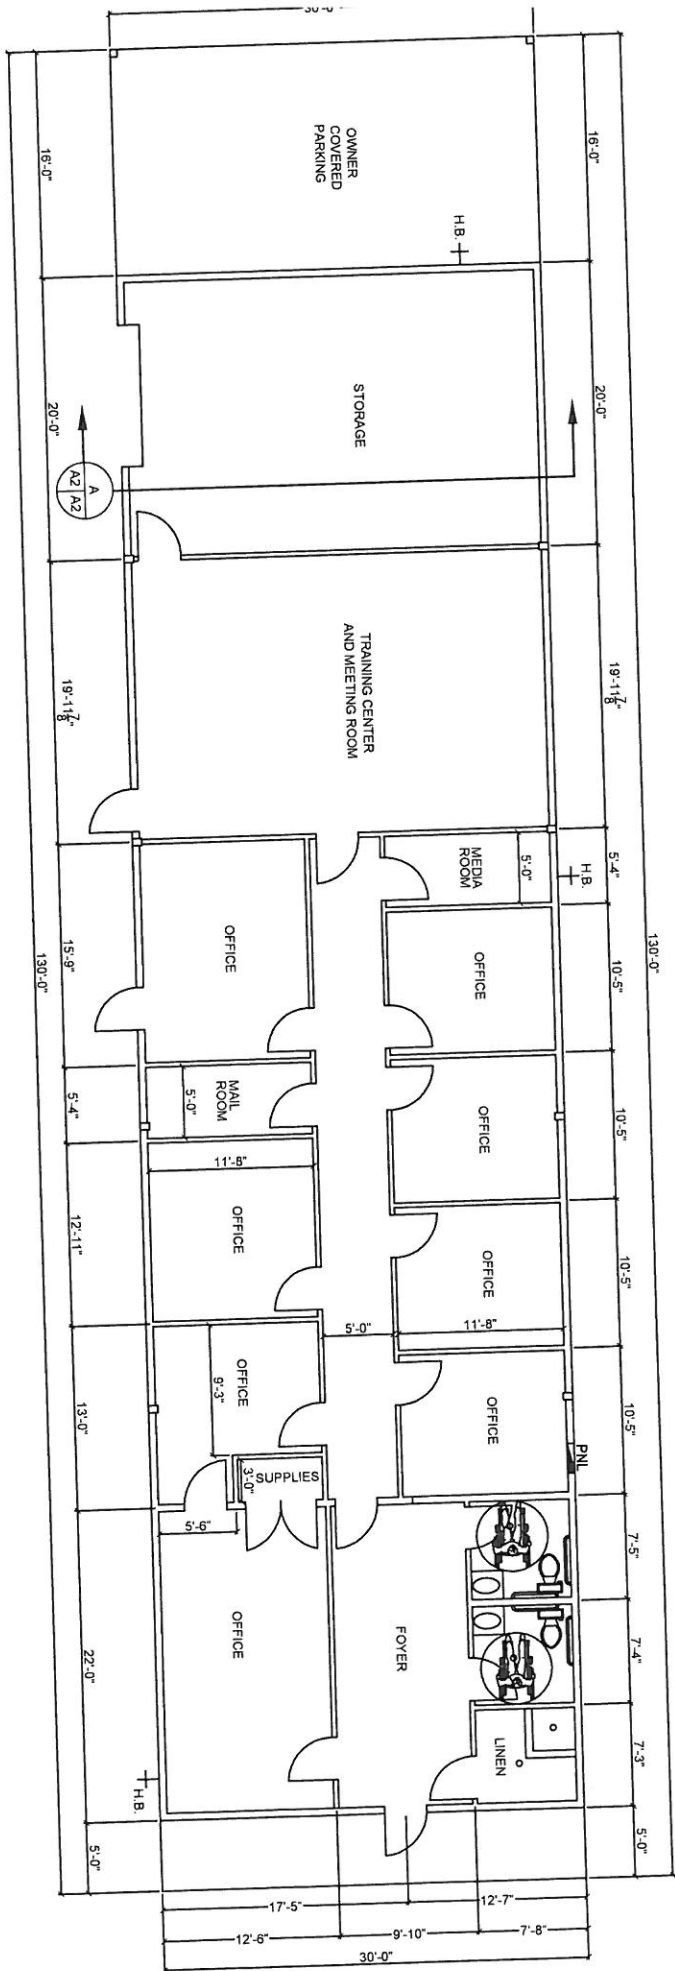 30'-0"
16'-0"
16'-0"
OWNER
COVERED
PARKING
H.B.
20'-0"
20'-0"
STORAGE
A
A2
A2
19'-11 7/8"
19'-11 7/8"
TRAINING CENTER
AND MEETING ROOM
MEDIA
ROOM
5'-0"
5'-4"
H.B.
130'-0"
130'-0"
15'-9"
OFFICE
OFFICE
10'-5"
5'-4"
5'-0"
MAIL
ROOM
OFFICE
10'-5"
11'-8"
12'-11"
OFFICE
OFFICE
10'-5"
5'-0"
11'-8"
13'-0"
9'-3"
OFFICE
OFFICE
10'-5"
PNL
3'-0"
SUPPLIES
5'-6"
7'-5"
22'-0"
OFFICE
FOYER
7'-4"
LINEN
7'-3"
H.B.
5'-0"
5'-0"
17'-5"
12'-7"
12'-6"
9'-10"
7'-8"
30'-0"